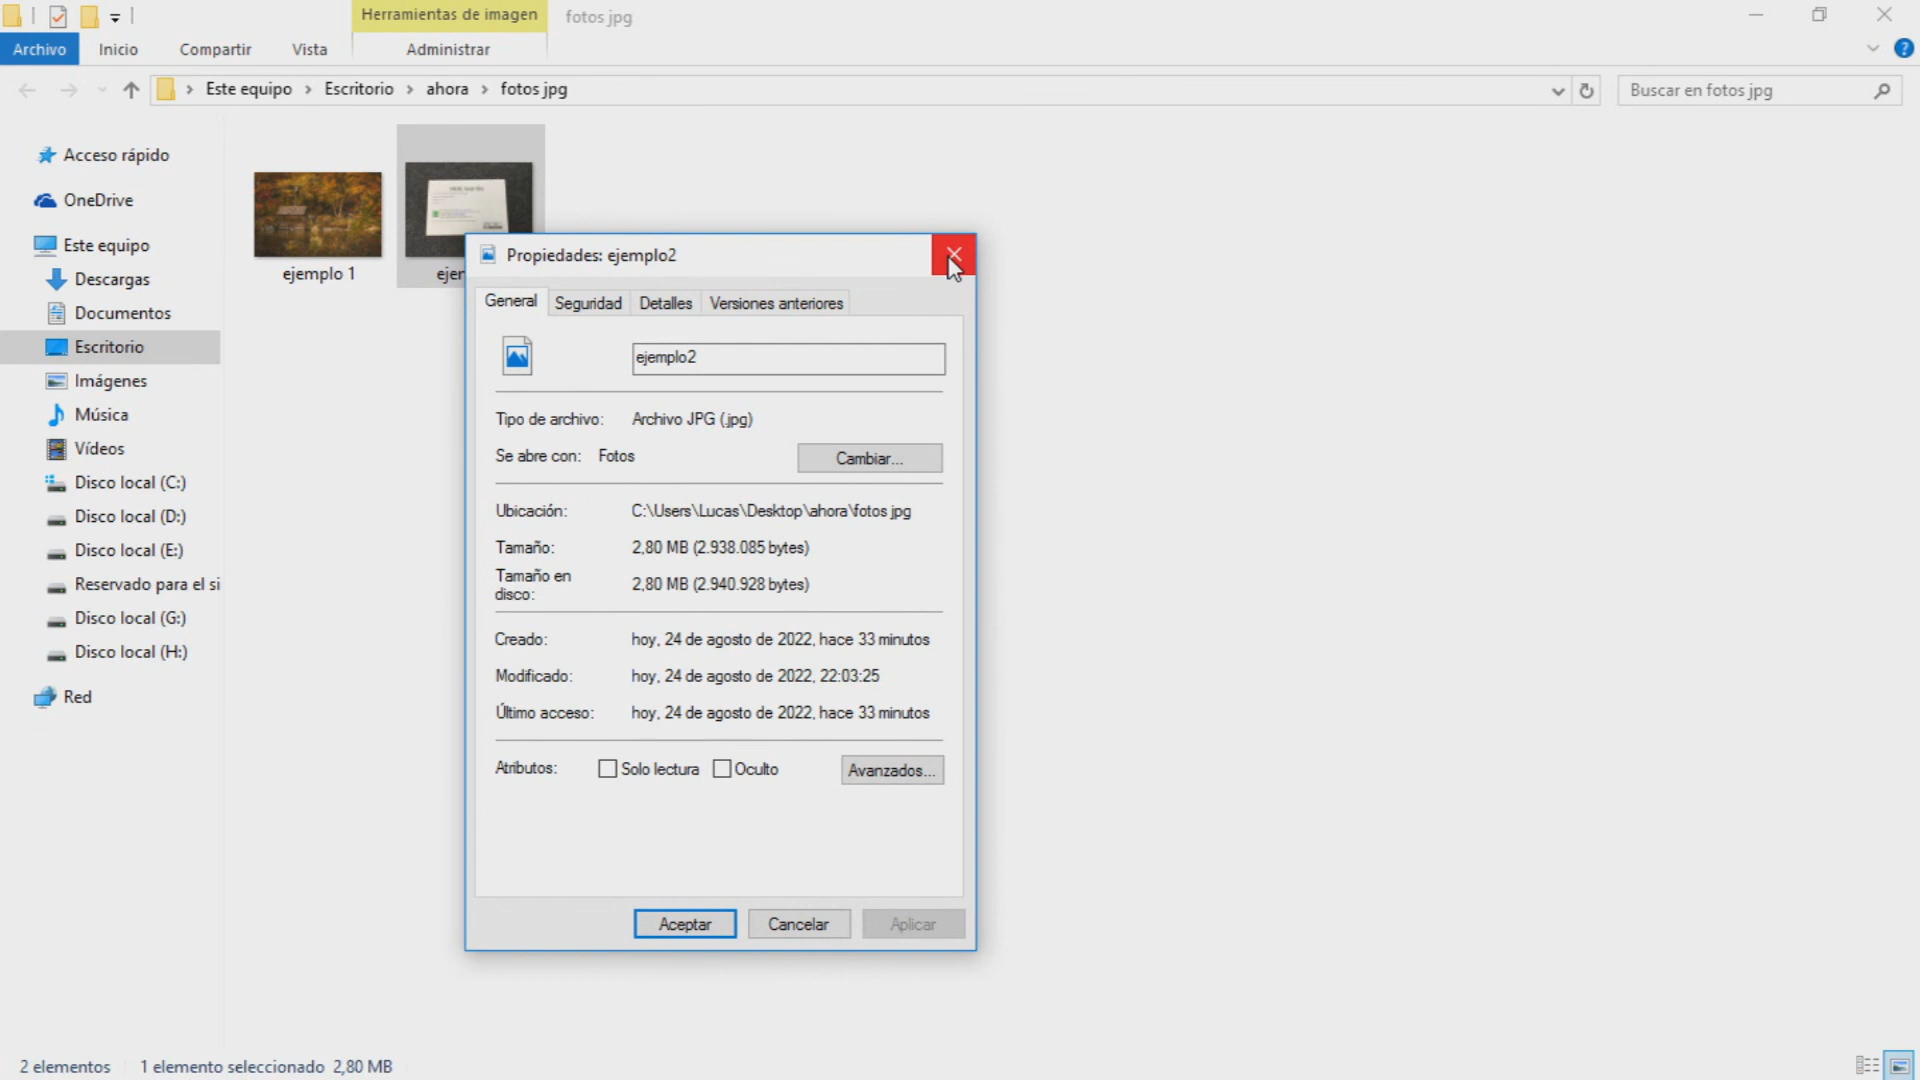 Herramientas de imagen
fotos jpg
Archivo
Inicio
Compartir
Vista
Administrar
?
Este equipo
Escritorio
ahora
fotos jpg
Buscar en fotos jpg
Acceso rápido
OneDrive
Este equipo
Descargas
Documentos
Escritorio
Imágenes
Música
Vídeos
Disco local (C:)
Disco local (D:)
Disco local (E:)
Reservado para el si
Disco local (G:)
Disco local (H:)
Red
ejemplo 1
ejer
Propiedades: ejemplo2
General
Seguridad
Detalles
Versiones anteriores
ejemplo2
Tipo de archivo: Archivo JPG (.jpg)
Se abre con: Fotos
Cambiar...
Ubicación: C:\Users\Lucas\Desktop\ahora\fotos jpg
Tamaño: 2,80 MB (2.938.085 bytes)
Tamaño en
disco: 2,80 MB (2.940.928 bytes)
Creado: hoy, 24 de agosto de 2022, hace 33 minutos
Modificado: hoy, 24 de agosto de 2022, 22:03:25
Último acceso: hoy, 24 de agosto de 2022, hace 33 minutos
Atributos: Solo lectura Oculto
Avanzados...
Aceptar
Cancelar
Aplicar
2 elementos
1 elemento seleccionado 2,80 MB